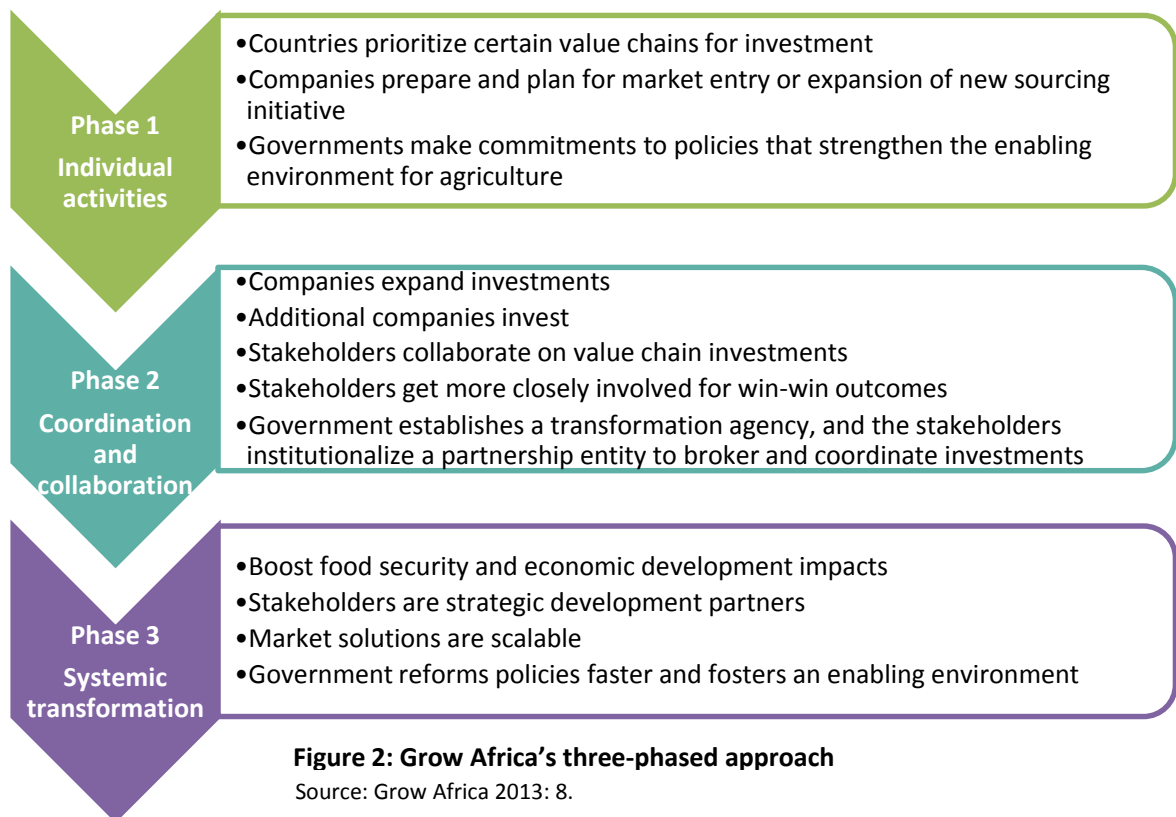 Phase 1
Individual
activities
•Countries prioritize certain value chains for investment
•Companies prepare and plan for market entry or expansion of new sourcing
initiative
•Governments make commitments to policies that strengthen the enabling
environment for agriculture
Phase 2
Coordination
and
collaboration
•Companies expand investments
•Additional companies invest
•Stakeholders collaborate on value chain investments
•Stakeholders get more closely involved for win-win outcomes
•Government establishes a transformation agency, and the stakeholders
institutionalize a partnership entity to broker and coordinate investments
Phase 3
Systemic
transformation
•Boost food security and economic development impacts
•Stakeholders are strategic development partners
•Market solutions are scalable
•Government reforms policies faster and fosters an enabling environment
Figure 2: Grow Africa’s three-phased approach
Source: Grow Africa 2013: 8.